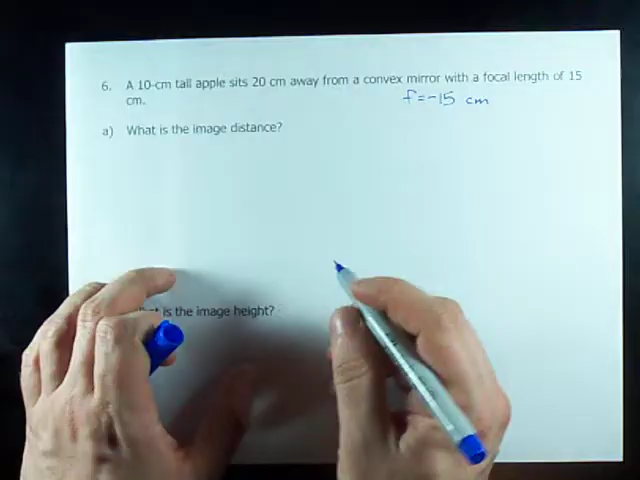 6. A 10-cm tall apple sits 20 cm away from a convex mirror with a focal length of 15
cm.
f=-15 cm
a) What is the image distance?
is the image height?